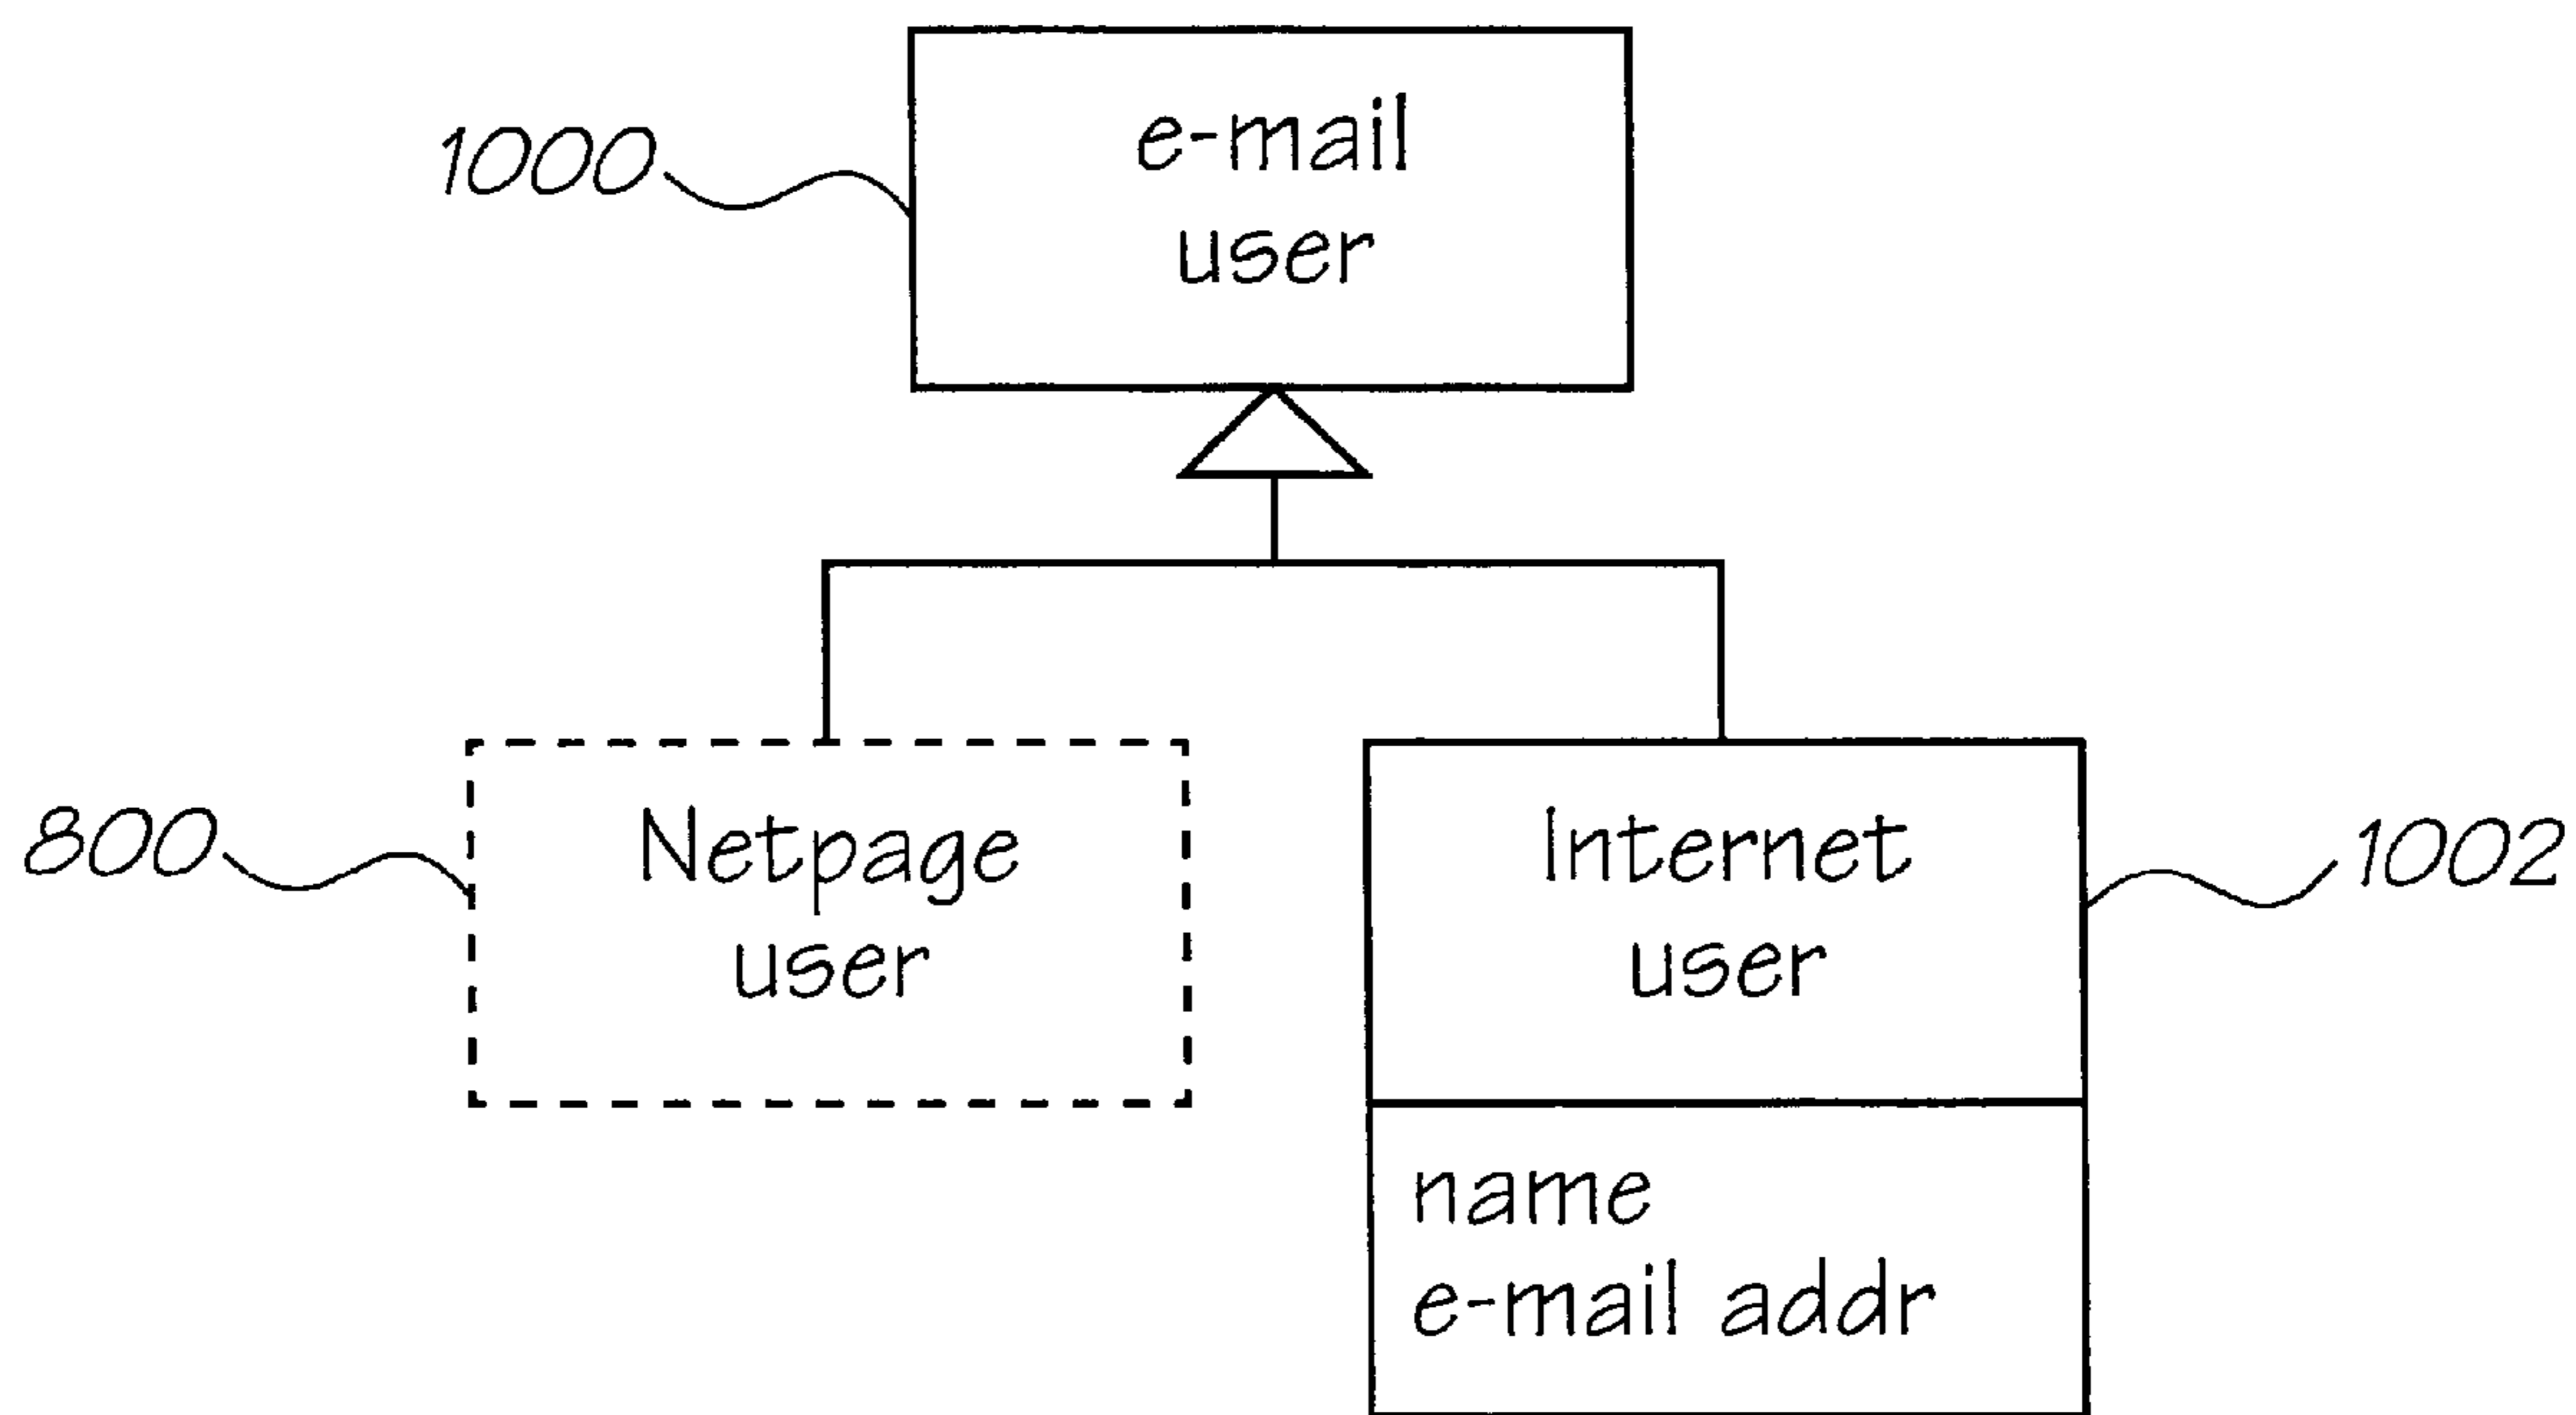 1000
e-mail
user
800
Netpage
user
Internet
user
1002
name
e-mail addr